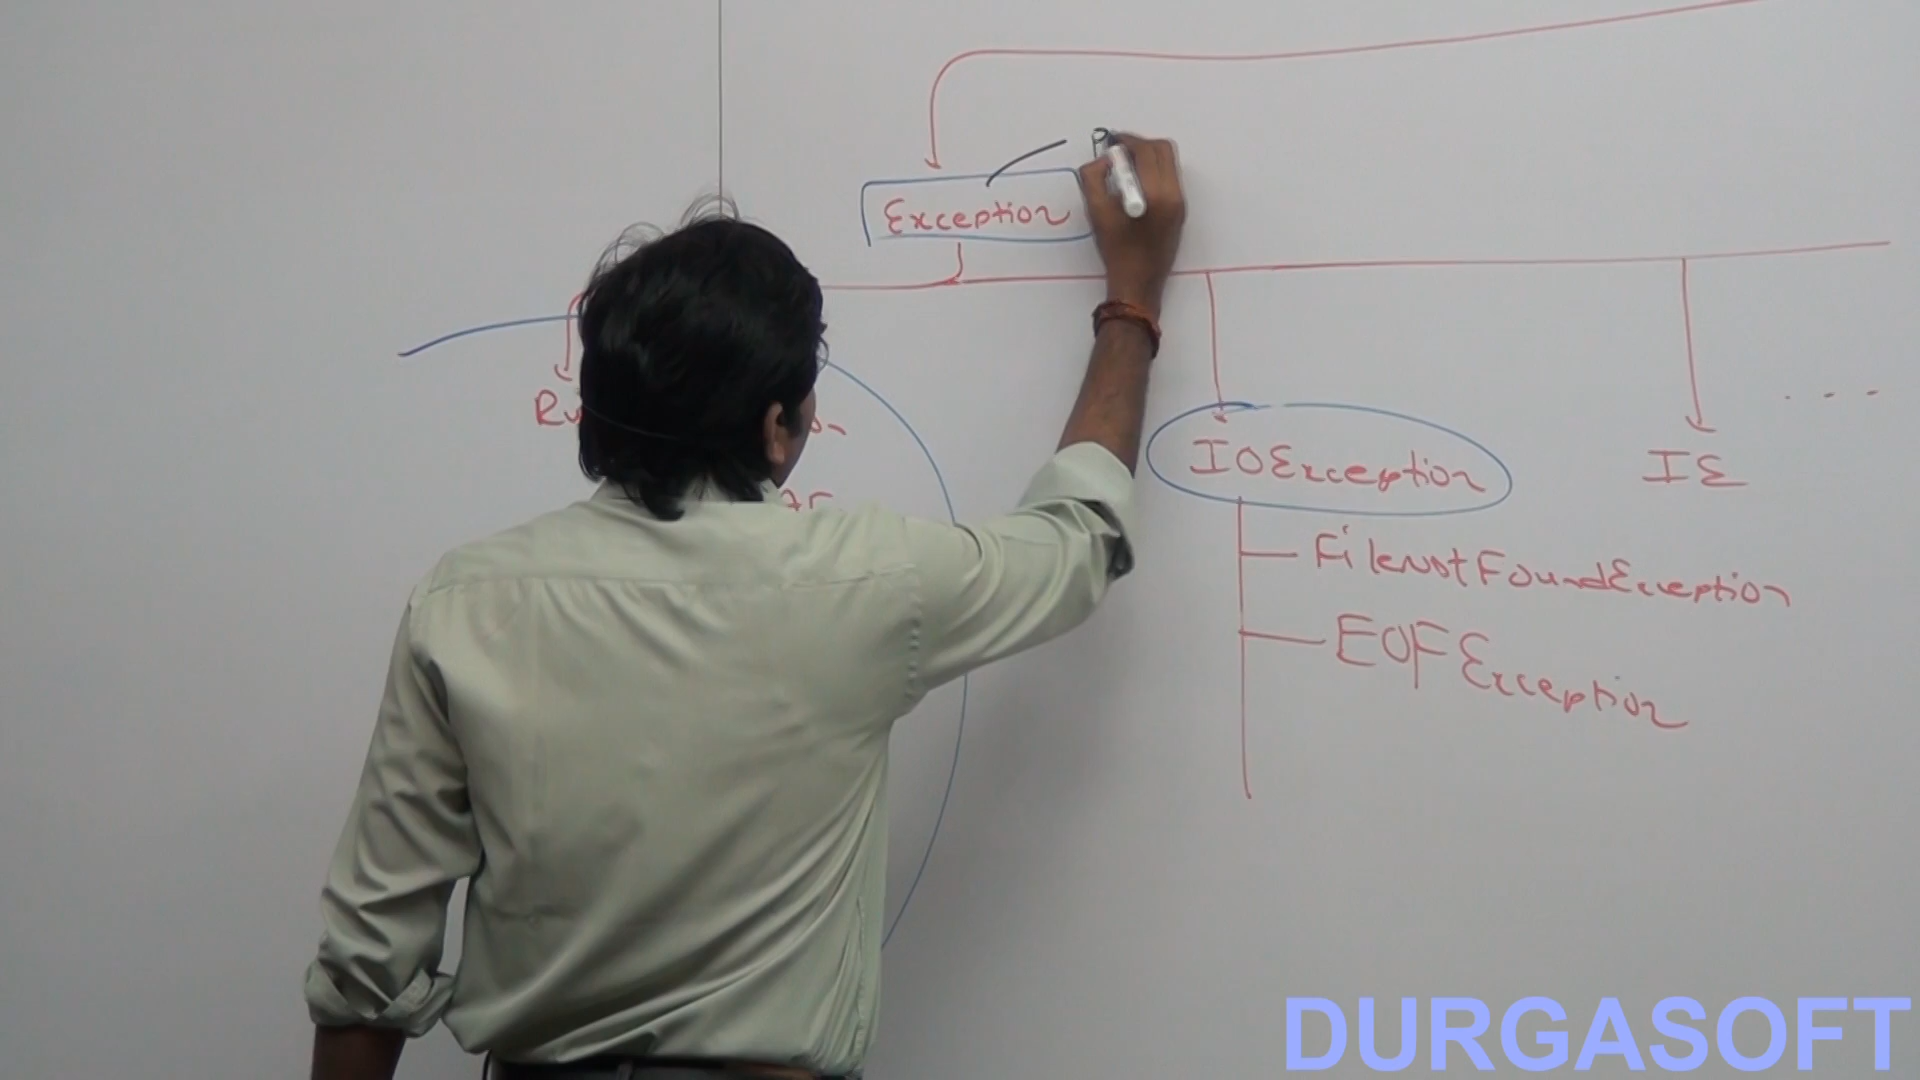 Exception
IOException
IE
....
FileNotFoundException
EOFException
DURGASOFT